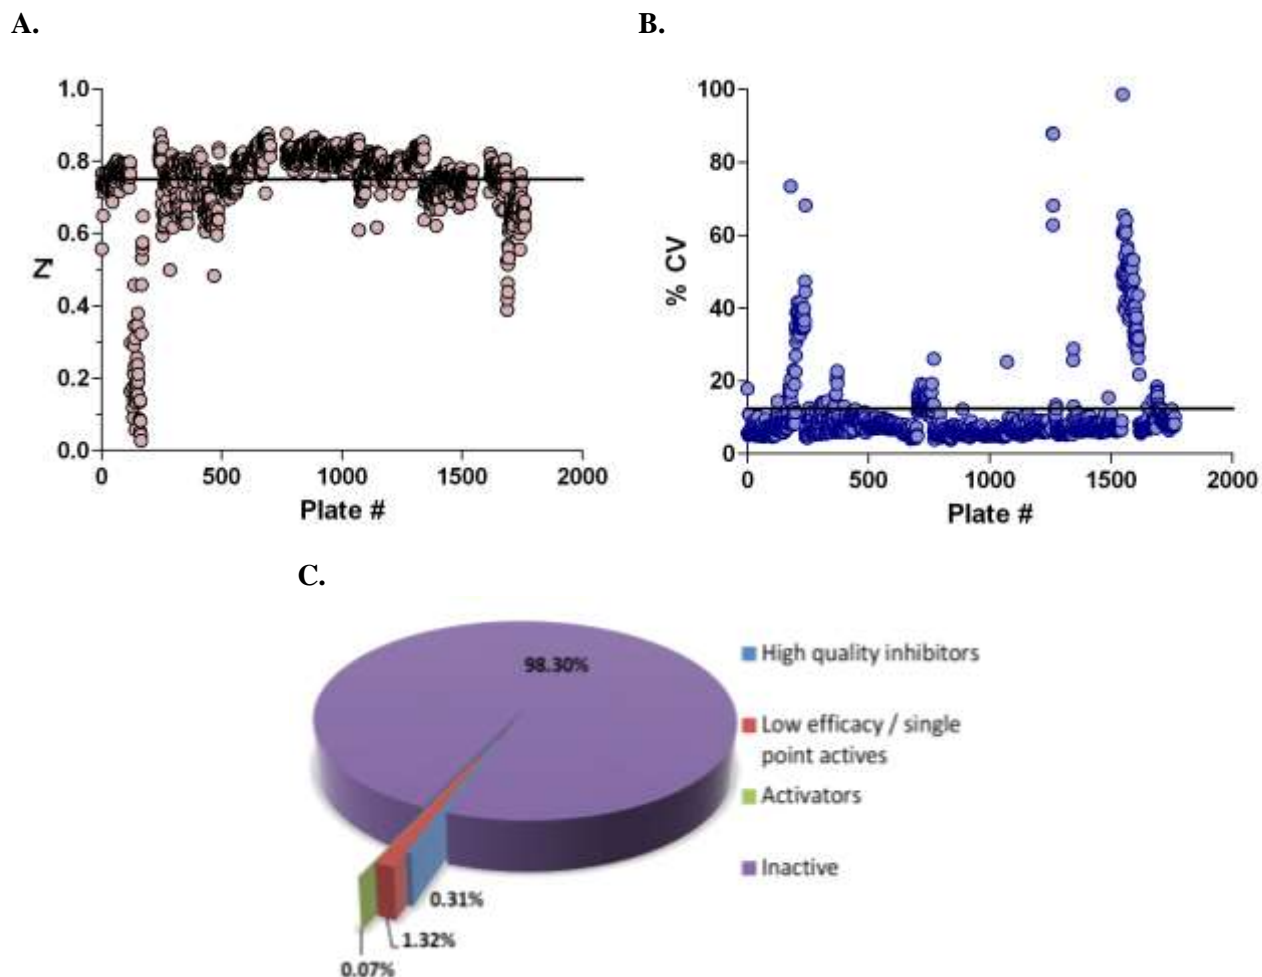 A.
B.
1.0
0.8
0.6
0.4
0.2
0.0
Z'
0 500 1000 1500 2000
Plate #
100
80
60
40
20
0
% CV
0 500 1000 1500 2000
Plate #
C.
98.30%
0.31%
1.32%
0.07%
High quality inhibitors
Low efficacy / single
point actives
Activators
Inactive